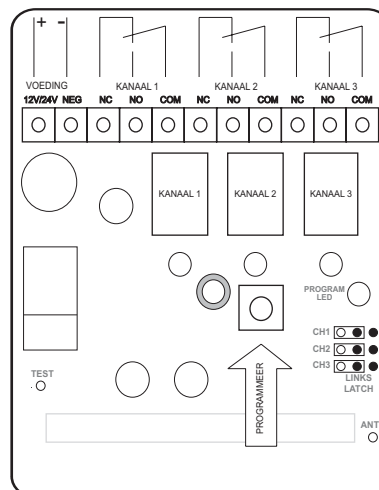 + -
VOEDING KANAAL 1 KANAAL 2 KANAAL 3
12V/24V NEG NC NO COM NC NO COM NC NO COM
KANAAL 1 KANAAL 2 KANAAL 3
PROGRAM
LED
CH1
CH2
CH3
LINKS
LATCH
TEST
PROGRAMMEER
ANT